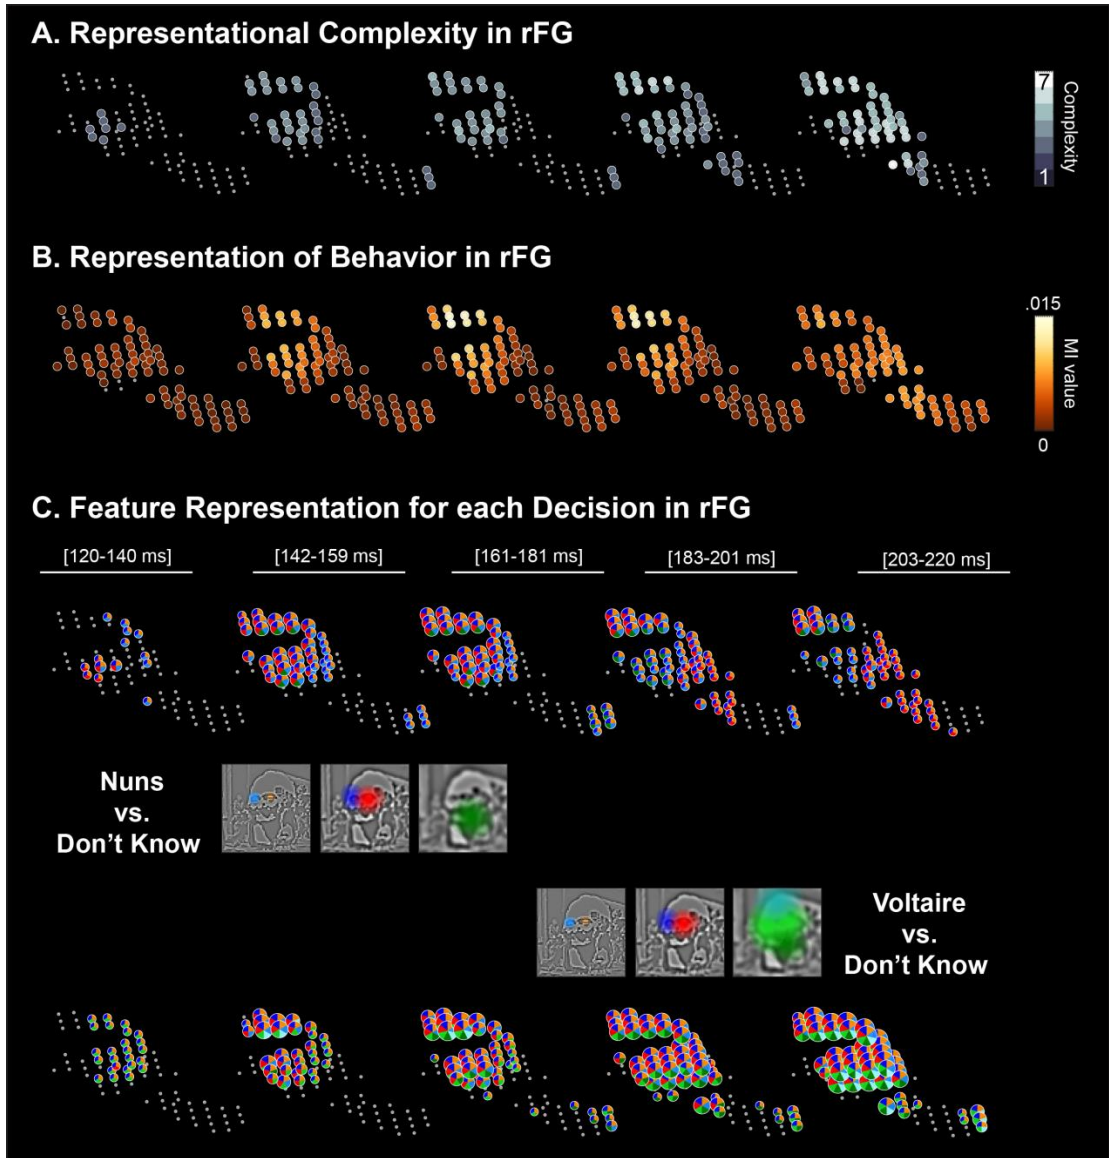 A. Representational Complexity in rFG
7
Complexity
1
B. Representation of Behavior in rFG
.015
MI value
0
C. Feature Representation for each Decision in rFG
[120-140 ms] [142-159 ms] [161-181 ms] [183-201 ms] [203-220 ms]
Nuns
vs.
Don't Know
Voltaire
vs.
Don't Know